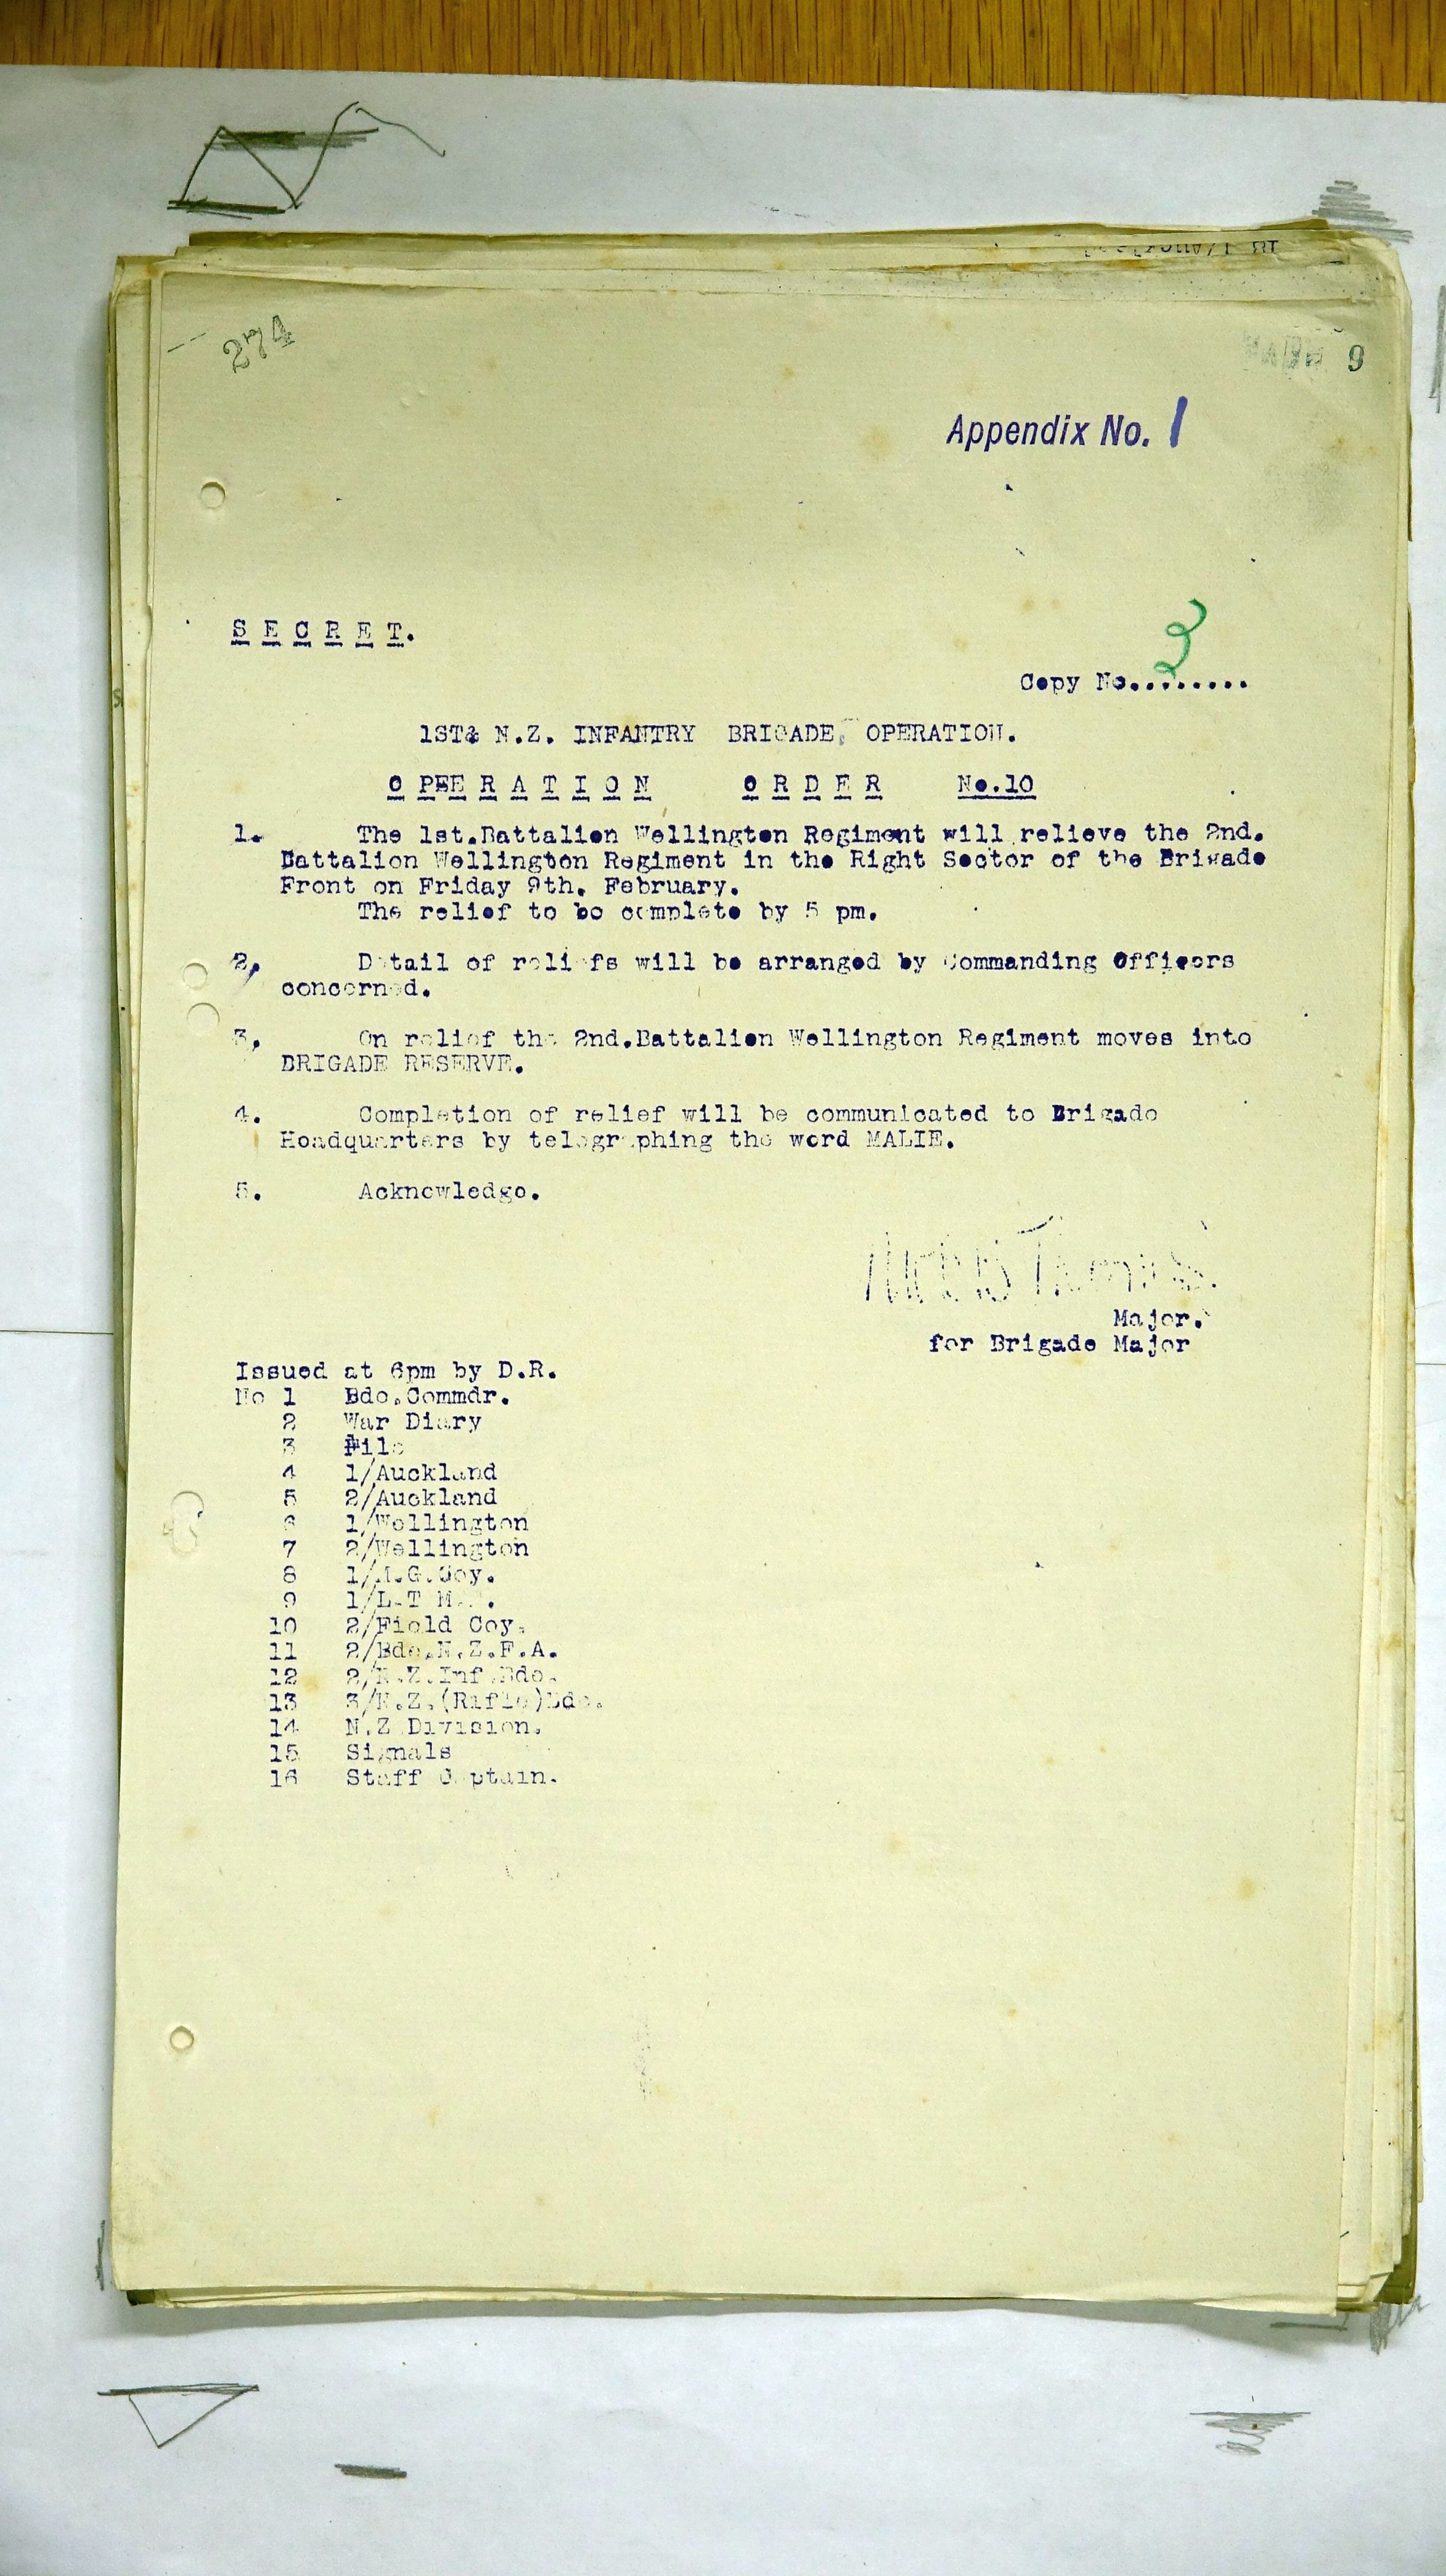 274
9
Appendix No. 1
SECRET.
3
Copy No.........
1ST& N.Z. INFANTRY BRIGADE, OPERATION.
OPERATION ORDER No.10
1. The 1st.Battalion Wellington Regiment will relieve the 2nd.
Battalion Wellington Regiment in the Right Sector of the Brigade
Front on Friday 9th. February.
The relief to be complete by 5 pm.
2, Detail of reliefs will be arranged by Commanding Officers
concerned.
3, On relief the 2nd.Battalion Wellington Regiment moves into
BRIGADE RESERVE.
4. Completion of relief will be communicated to Brigade
Headquarters by telegraphing the word MALIE.
5. Acknowledge.
Major.
for Brigade Major
Issued at 6pm by D.R.
No 1 Bde.Commdr.
2 War Diary
3 File
4 1/Auckland
5 2/Auckland
6 1/Wellington
7 2/Wellington
8 1/M.G.Coy.
9 1/L.T M.
10 2/Field Coy.
11 2/Bde.N.Z.F.A.
12 2/N.Z.Inf.Bde.
13 3/N.Z.(Rifle)Bde.
14 N.Z Division.
15 Signals
16 Staff Captain.